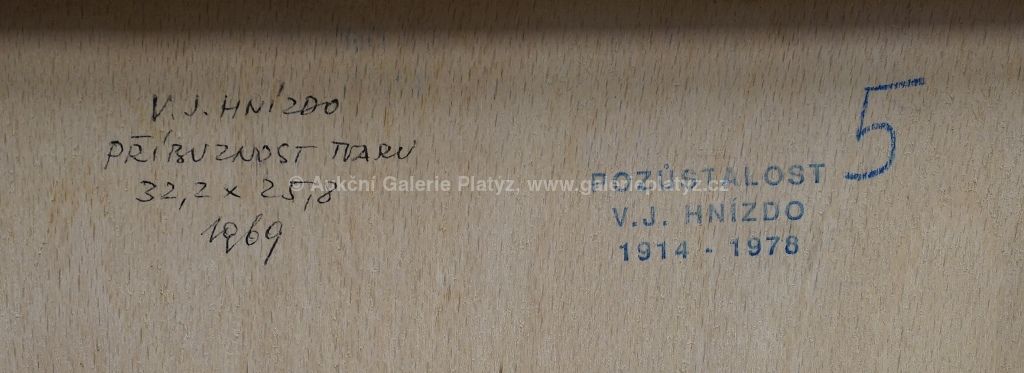 V.J. HNÍZDO
PŘÍBUZNOST TVARU
32,2 x 25,8
1969
5
POZŮSTALOST
V.J. HNÍZDO
1914 - 1978
© Aukční Galerie Platýz, www.galerieplatyz.cz